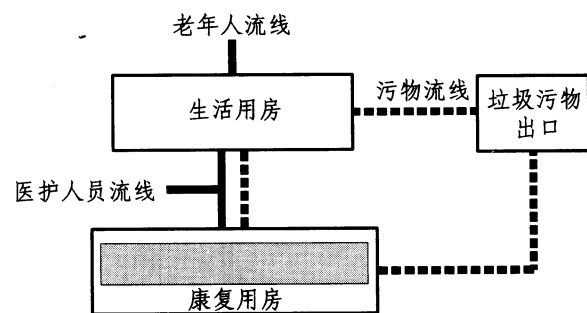 老年人流线
生活用房
污物流线
垃圾污物
出口
医护人员流线
康复用房